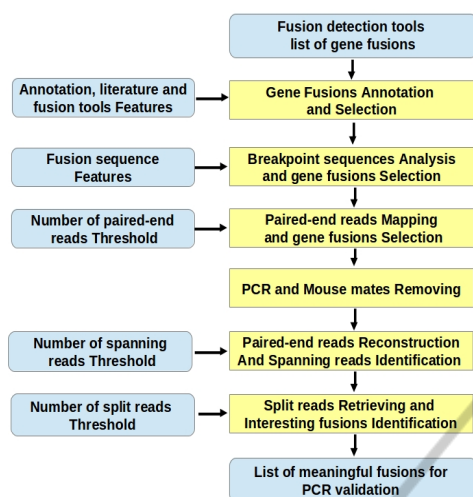 Fusion detection tools
list of gene fusions
Annotation, literature and
fusion tools Features
Gene Fusions Annotation
and Selection
Fusion sequence
Features
Breakpoint sequences Analysis
and gene fusions Selection
Number of paired-end
reads Threshold
Paired-end reads Mapping
and gene fusions Selection
PCR and Mouse mates Removing
Number of spanning
reads Threshold
Paired-end reads Reconstruction
And Spanning reads Identification
Number of split reads
Threshold
Split reads Retrieving and
Interesting fusions Identification
List of meaningful fusions for
PCR validation